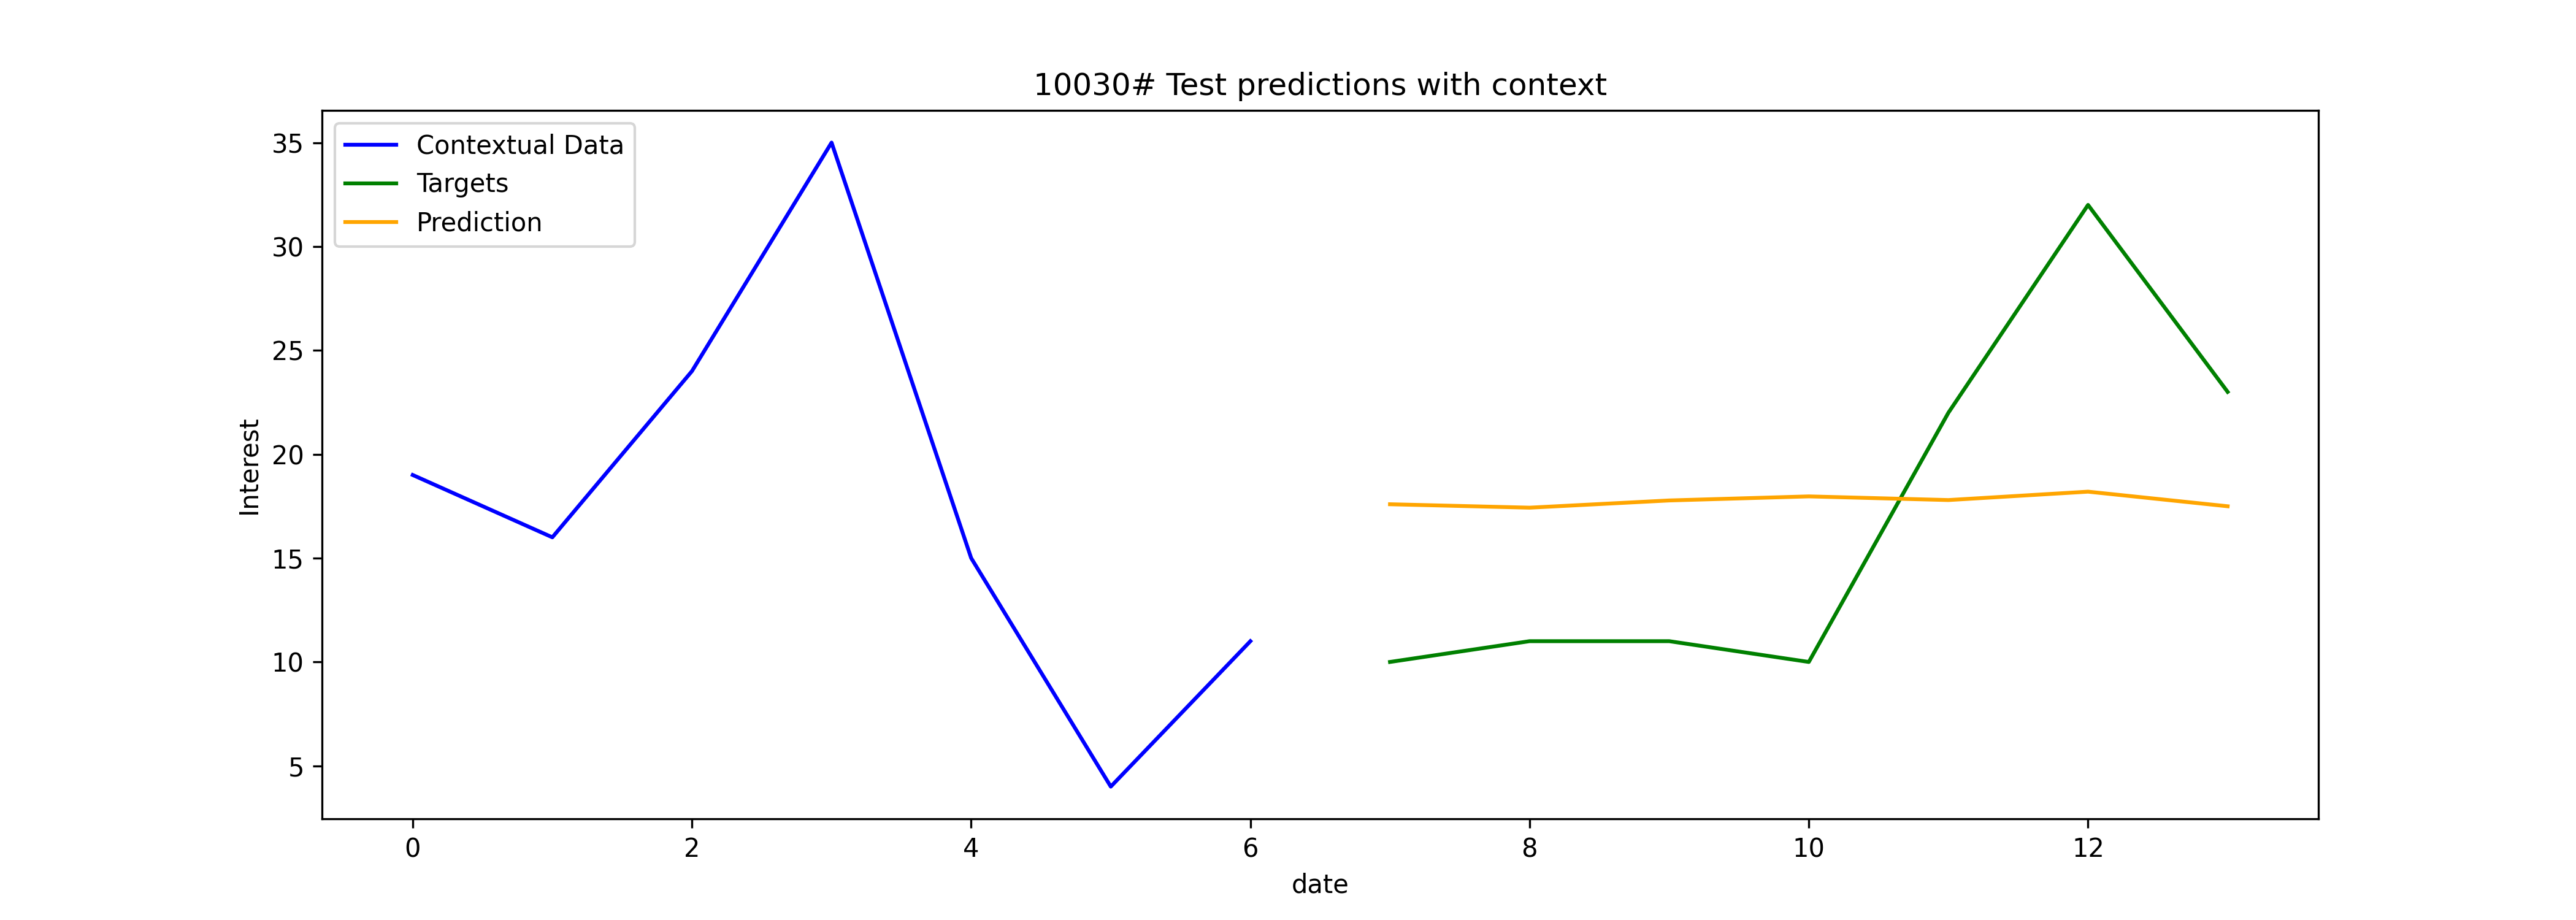 10030# Test predictions with context
Contextual Data
Targets
Prediction
Interest
35
30
25
20
15
10
5
0 2 4 6 8 10 12
date